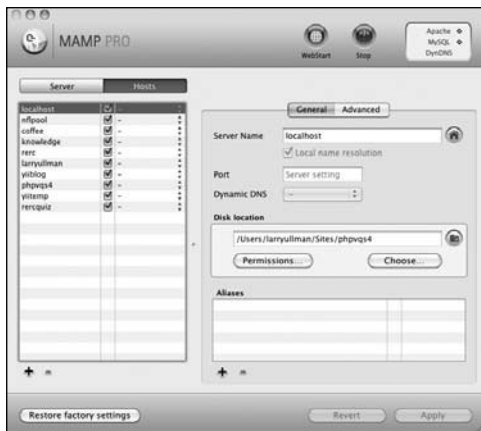 MAMP PRO
WebStart
Stop
Apache
MySQL
DynDNS
Server
Hosts
localhost
nflpool
coffee
knowledge
rerc
larryullman
yiiblog
phpvqs4
yiitemp
rercquiz
General
Advanced
Server Name
localhost
Local name resolution
Port
Server setting
Dynamic DNS
–
Disk location
/Users/larryullman/Sites/phpvqs4
Permissions...
Choose...
Aliases
Restore factory settings
Revert
Apply